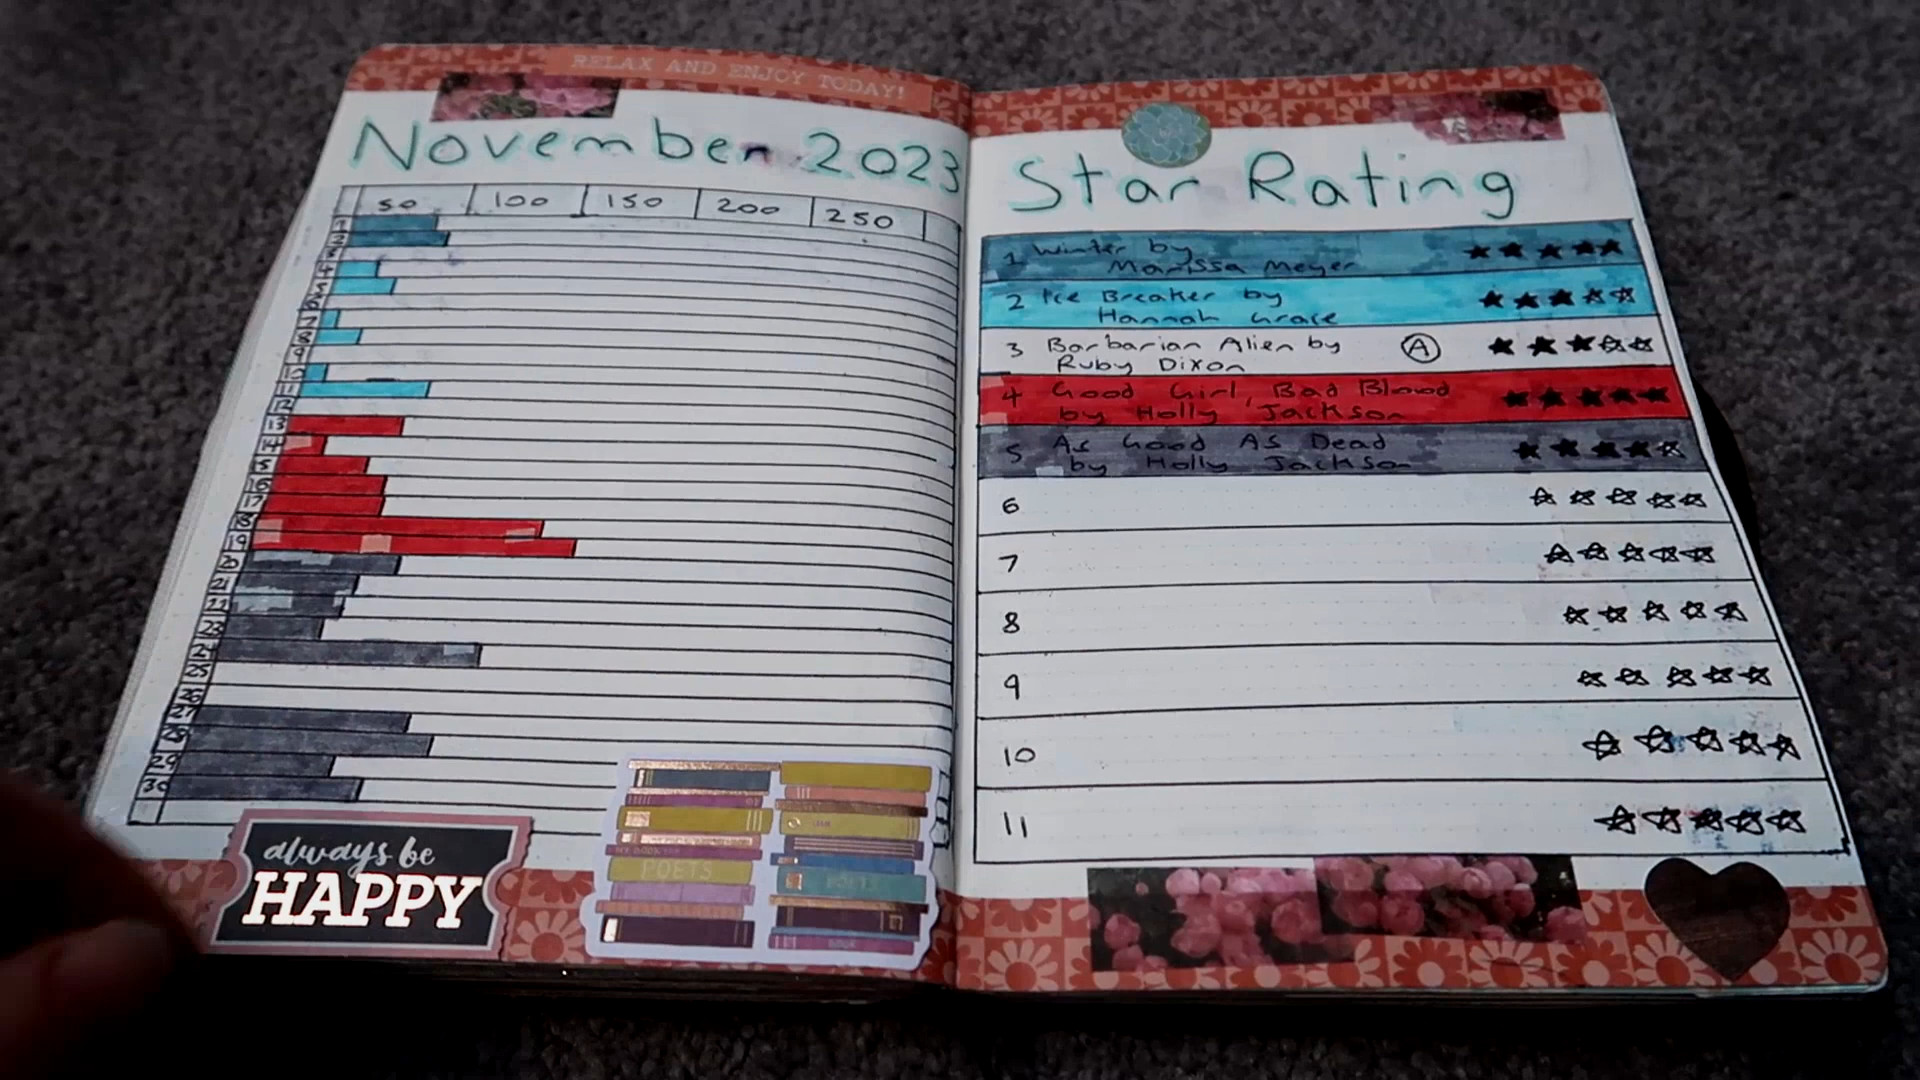 RELAX AND ENJOY TODAY!
November 2023
50 100 150 200 250
1
2
3
4
5
6
7
8
9
10
11
12
13
14
15
16
17
18
19
20
21
22
23
24
25
26
27
28
29
30
always be
HAPPY
POETS
Star Rating
1 Winter by
Marissa Meyer
2 Ice Breaker by
Hannah Grace
3 Barbarian Alien by A
Ruby Dixon
4 Good Girl, Bad Blood
by Holly Jackson
5 As Good As Dead
by Holly Jackson
6
7
8
9
10
11